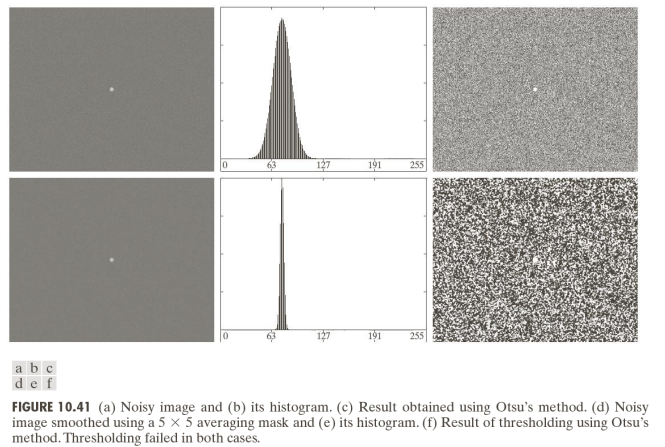 0 63 127 191 255
0 63 127 191 255
a b c
d e f
FIGURE 10.41 (a) Noisy image and (b) its histogram. (c) Result obtained using Otsu's method. (d) Noisy
image smoothed using a 5 × 5 averaging mask and (e) its histogram. (f) Result of thresholding using Otsu's
method. Thresholding failed in both cases.